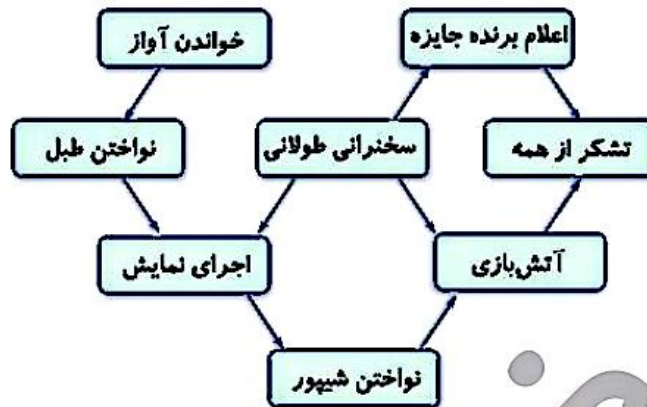 خواندن آواز
اعلام برنده جایزه
نواختن طبل
سخنرانی طولانی
تشکر از همه
اجرای نمایش
آتش‌بازی
نواختن شیپور